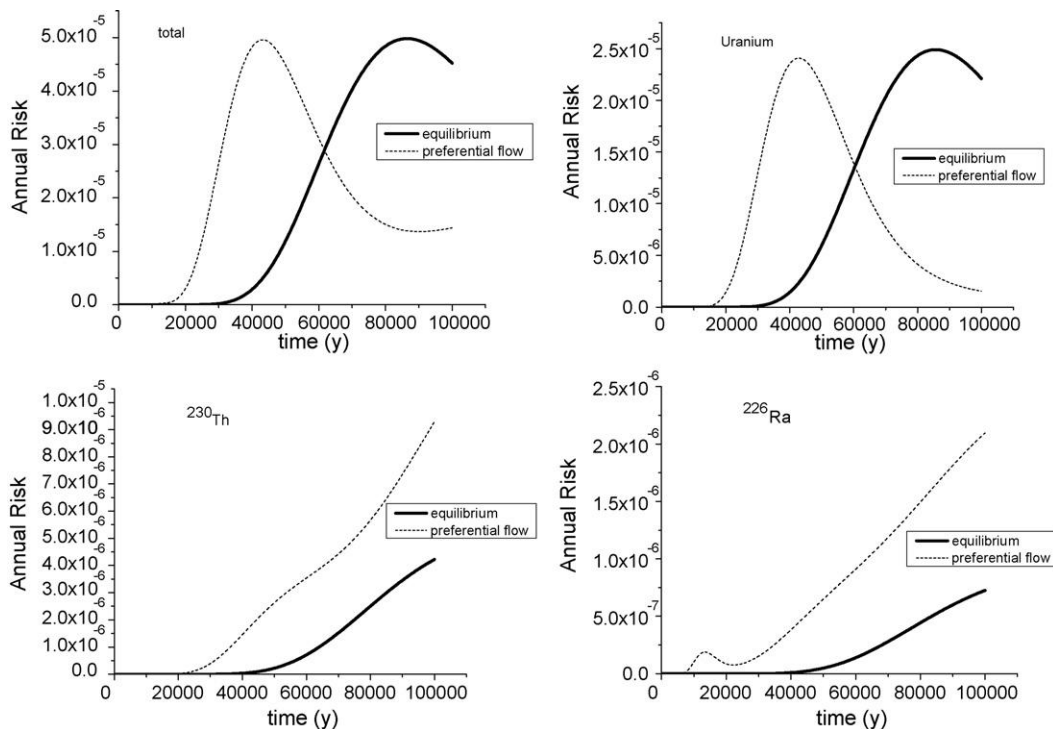 total
Annual Risk
5.0x10⁻⁵
4.0x10⁻⁵
3.0x10⁻⁵
2.0x10⁻⁵
1.0x10⁻⁵
0.0
equilibrium
preferential flow
0 20000 40000 60000 80000 100000
time (y)
Uranium
Annual Risk
2.5x10⁻⁵
2.0x10⁻⁵
1.5x10⁻⁵
1.0x10⁻⁵
5.0x10⁻⁶
0.0
equilibrium
preferential flow
0 20000 40000 60000 80000 100000
time (y)
²³⁰Th
Annual Risk
1.0x10⁻⁵
9.0x10⁻⁶
8.0x10⁻⁶
7.0x10⁻⁶
6.0x10⁻⁶
5.0x10⁻⁶
4.0x10⁻⁶
3.0x10⁻⁶
2.0x10⁻⁶
1.0x10⁻⁶
0.0
equilibrium
preferential flow
0 20000 40000 60000 80000 100000
time (y)
²²⁶Ra
Annual Risk
2.5x10⁻⁶
2.0x10⁻⁶
1.5x10⁻⁶
1.0x10⁻⁶
5.0x10⁻⁷
0.0
equilibrium
preferential flow
0 20000 40000 60000 80000 100000
time (y)